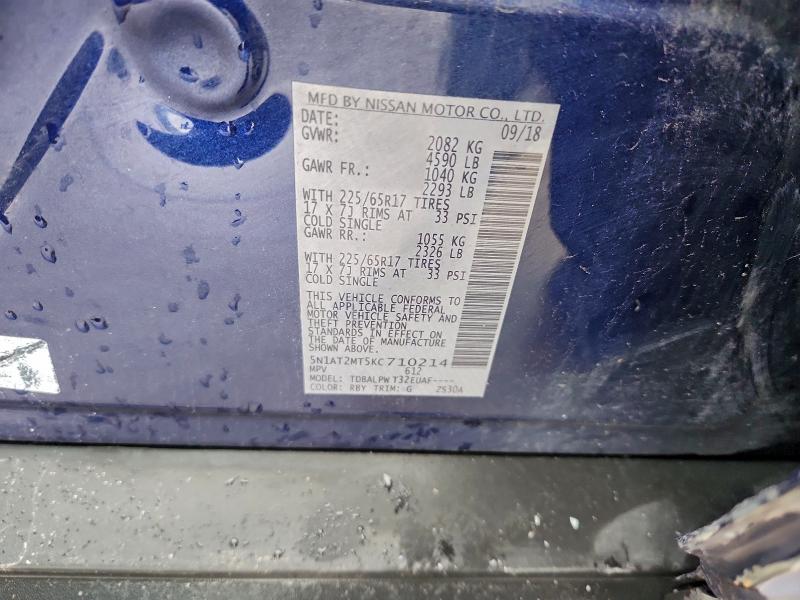 MFD BY NISSAN MOTOR CO., LTD.
DATE: 09/18
GVWR: 2082 KG
4590 LB
GAWR FR.: 1040 KG
2293 LB
WITH 225/65R17 TIRES
17 X 7J RIMS AT 33 PSI
COLD SINGLE
GAWR RR.: 1055 KG
2326 LB
WITH 225/65R17 TIRES
17 X 7J RIMS AT 33 PSI
COLD SINGLE
THIS VEHICLE CONFORMS TO
ALL APPLICABLE FEDERAL
MOTOR VEHICLE SAFETY AND
THEFT PREVENTION
STANDARDS IN EFFECT ON
THE DATE OF MANUFACTURE
SHOWN ABOVE.
5N1AT2MT5KC710214
MPV 612
MODEL: TDBALPW T32EUAF----
COLOR: RBY TRIM: G 2S30A